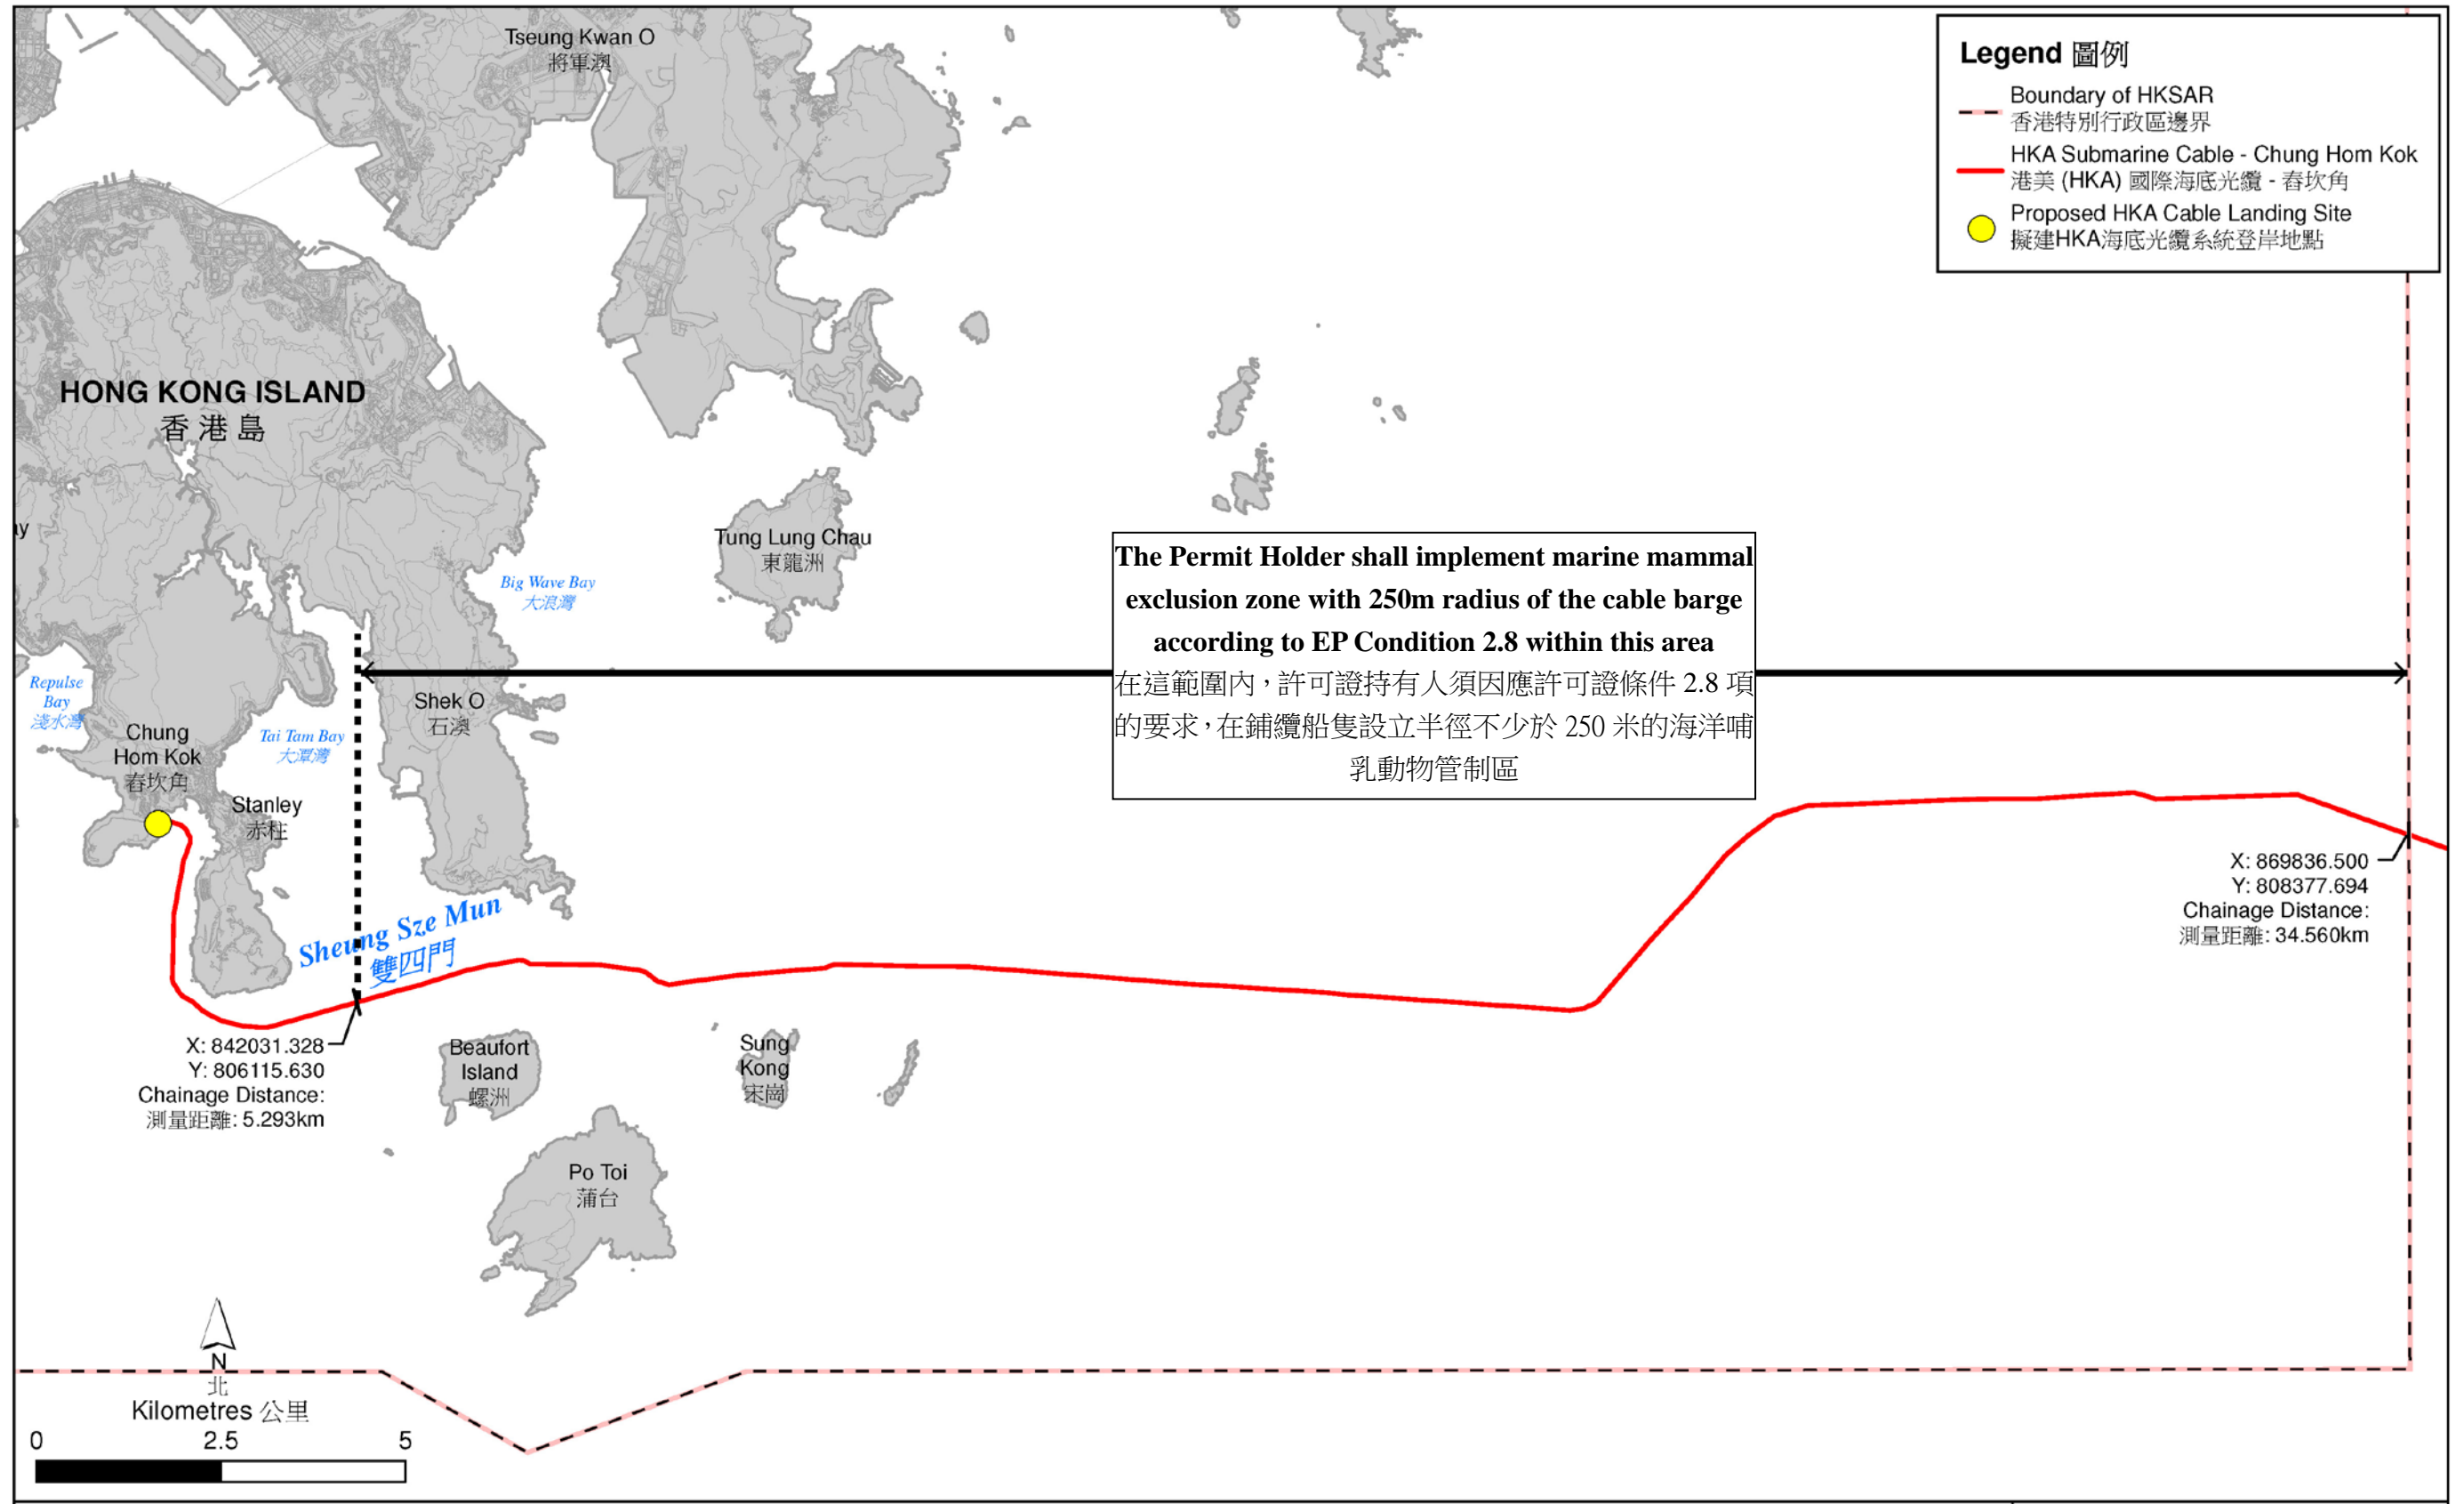 Tseung Kwan O
將軍澳
Legend 圖例
Boundary of HKSAR
香港特別行政區邊界
HKA Submarine Cable - Chung Hom Kok
港美 (HKA) 國際海底光纜 - 舂坎角
Proposed HKA Cable Landing Site
擬建HKA海底光纜系統登岸地點
HONG KONG ISLAND
香港島
ay
Tung Lung Chau
東龍洲
Big Wave Bay
大浪灣
The Permit Holder shall implement marine mammal
exclusion zone with 250m radius of the cable barge
according to EP Condition 2.8 within this area
在這範圍內，許可證持有人須因應許可證條件 2.8 項
的要求，在鋪纜船隻設立半徑不少於 250 米的海洋哺
乳動物管制區
Repulse
Bay
淺水灣
Shek O
石澳
Chung
Hom Kok
舂坎角
Tai Tam Bay
大潭灣
Stanley
赤柱
X: 869836.500
Y: 808377.694
Chainage Distance:
測量距離: 34.560km
Sheung Sze Mun
雙四門
X: 842031.328
Y: 806115.630
Chainage Distance:
測量距離: 5.293km
Beaufort
Island
螺洲
Sung
Kong
宋崗
Po Toi
蒲台
N
北
Kilometres 公里
0 2.5 5